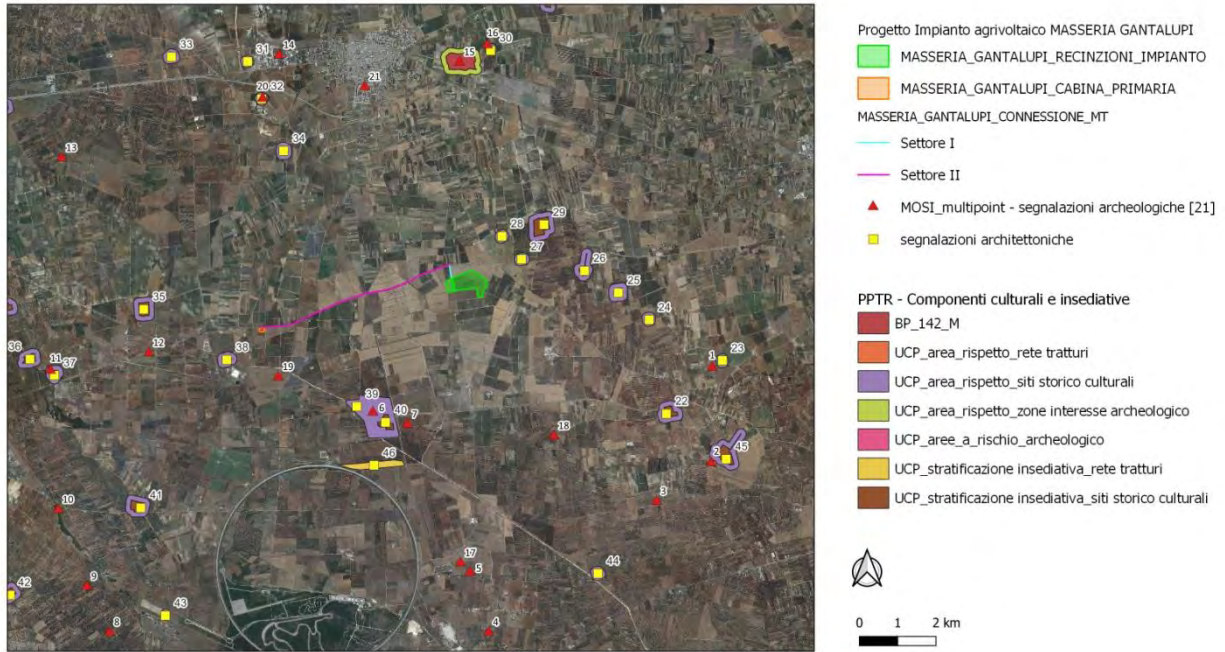 16
33
31
14
30
15
20 32
21
34
13
29
28
27
26
25
35
24
12
36
11
37
38
1
23
19
39
6
40
7
22
18
45
2
46
41
3
10
17
5
44
42
9
43
8
4
Progetto Impianto agrivoltaico MASSERIA GANTALUPI
MASSERIA_GANTALUPI_RECINZIONI_IMPIANTO
MASSERIA_GANTALUPI_CABINA_PRIMARIA
MASSERIA_GANTALUPI_CONNESSIONE_MT
Settore I
Settore II
MOSI_multipoint - segnalazioni archeologiche [21]
segnalazioni architettoniche
PPTR - Componenti culturali e insediative
BP_142_M
UCP_area_rispetto_rete tratturi
UCP_area_rispetto_siti storico culturali
UCP_area_rispetto_zone interesse archeologico
UCP_aree_a_rischio_archeologico
UCP_stratificazione insediativa_rete tratturi
UCP_stratificazione insediativa_siti storico culturali
0 1 2 km